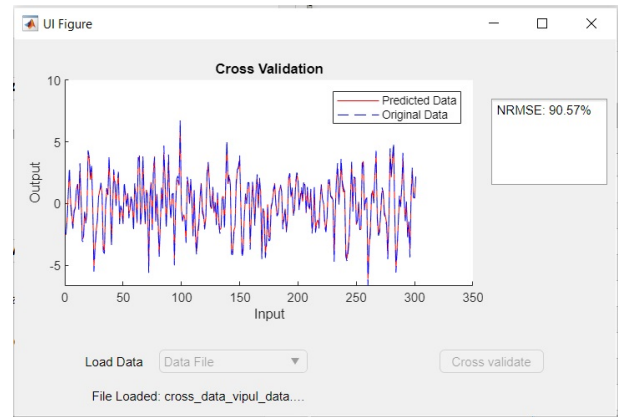 UI Figure
Cross Validation
Predicted Data
Original Data
NRMSE: 90.57%
10
5
0
-5
Output
0 50 100 150 200 250 300 350
Input
Load Data Data File Cross validate
File Loaded: cross_data_vipul_data....